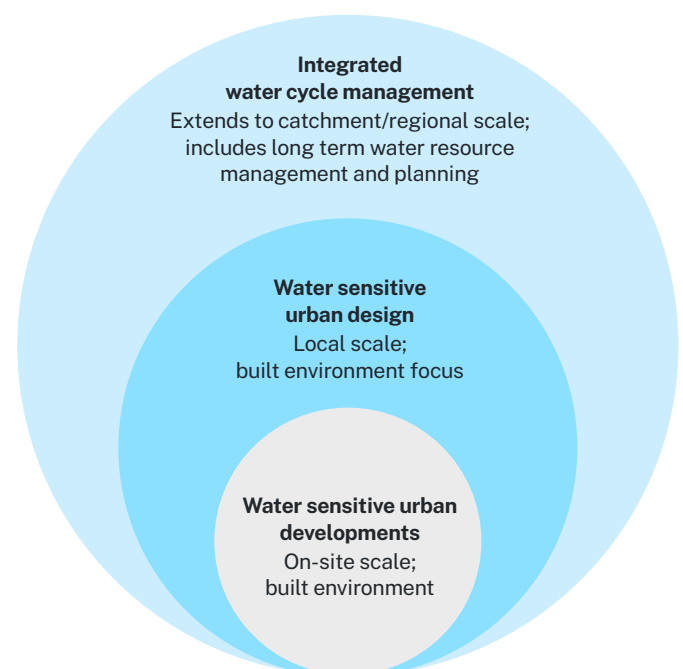 Integrated
water cycle management
Extends to catchment/regional scale;
includes long term water resource
management and planning
Water sensitive
urban design
Local scale;
built environment focus
Water sensitive urban
developments
On-site scale;
built environment